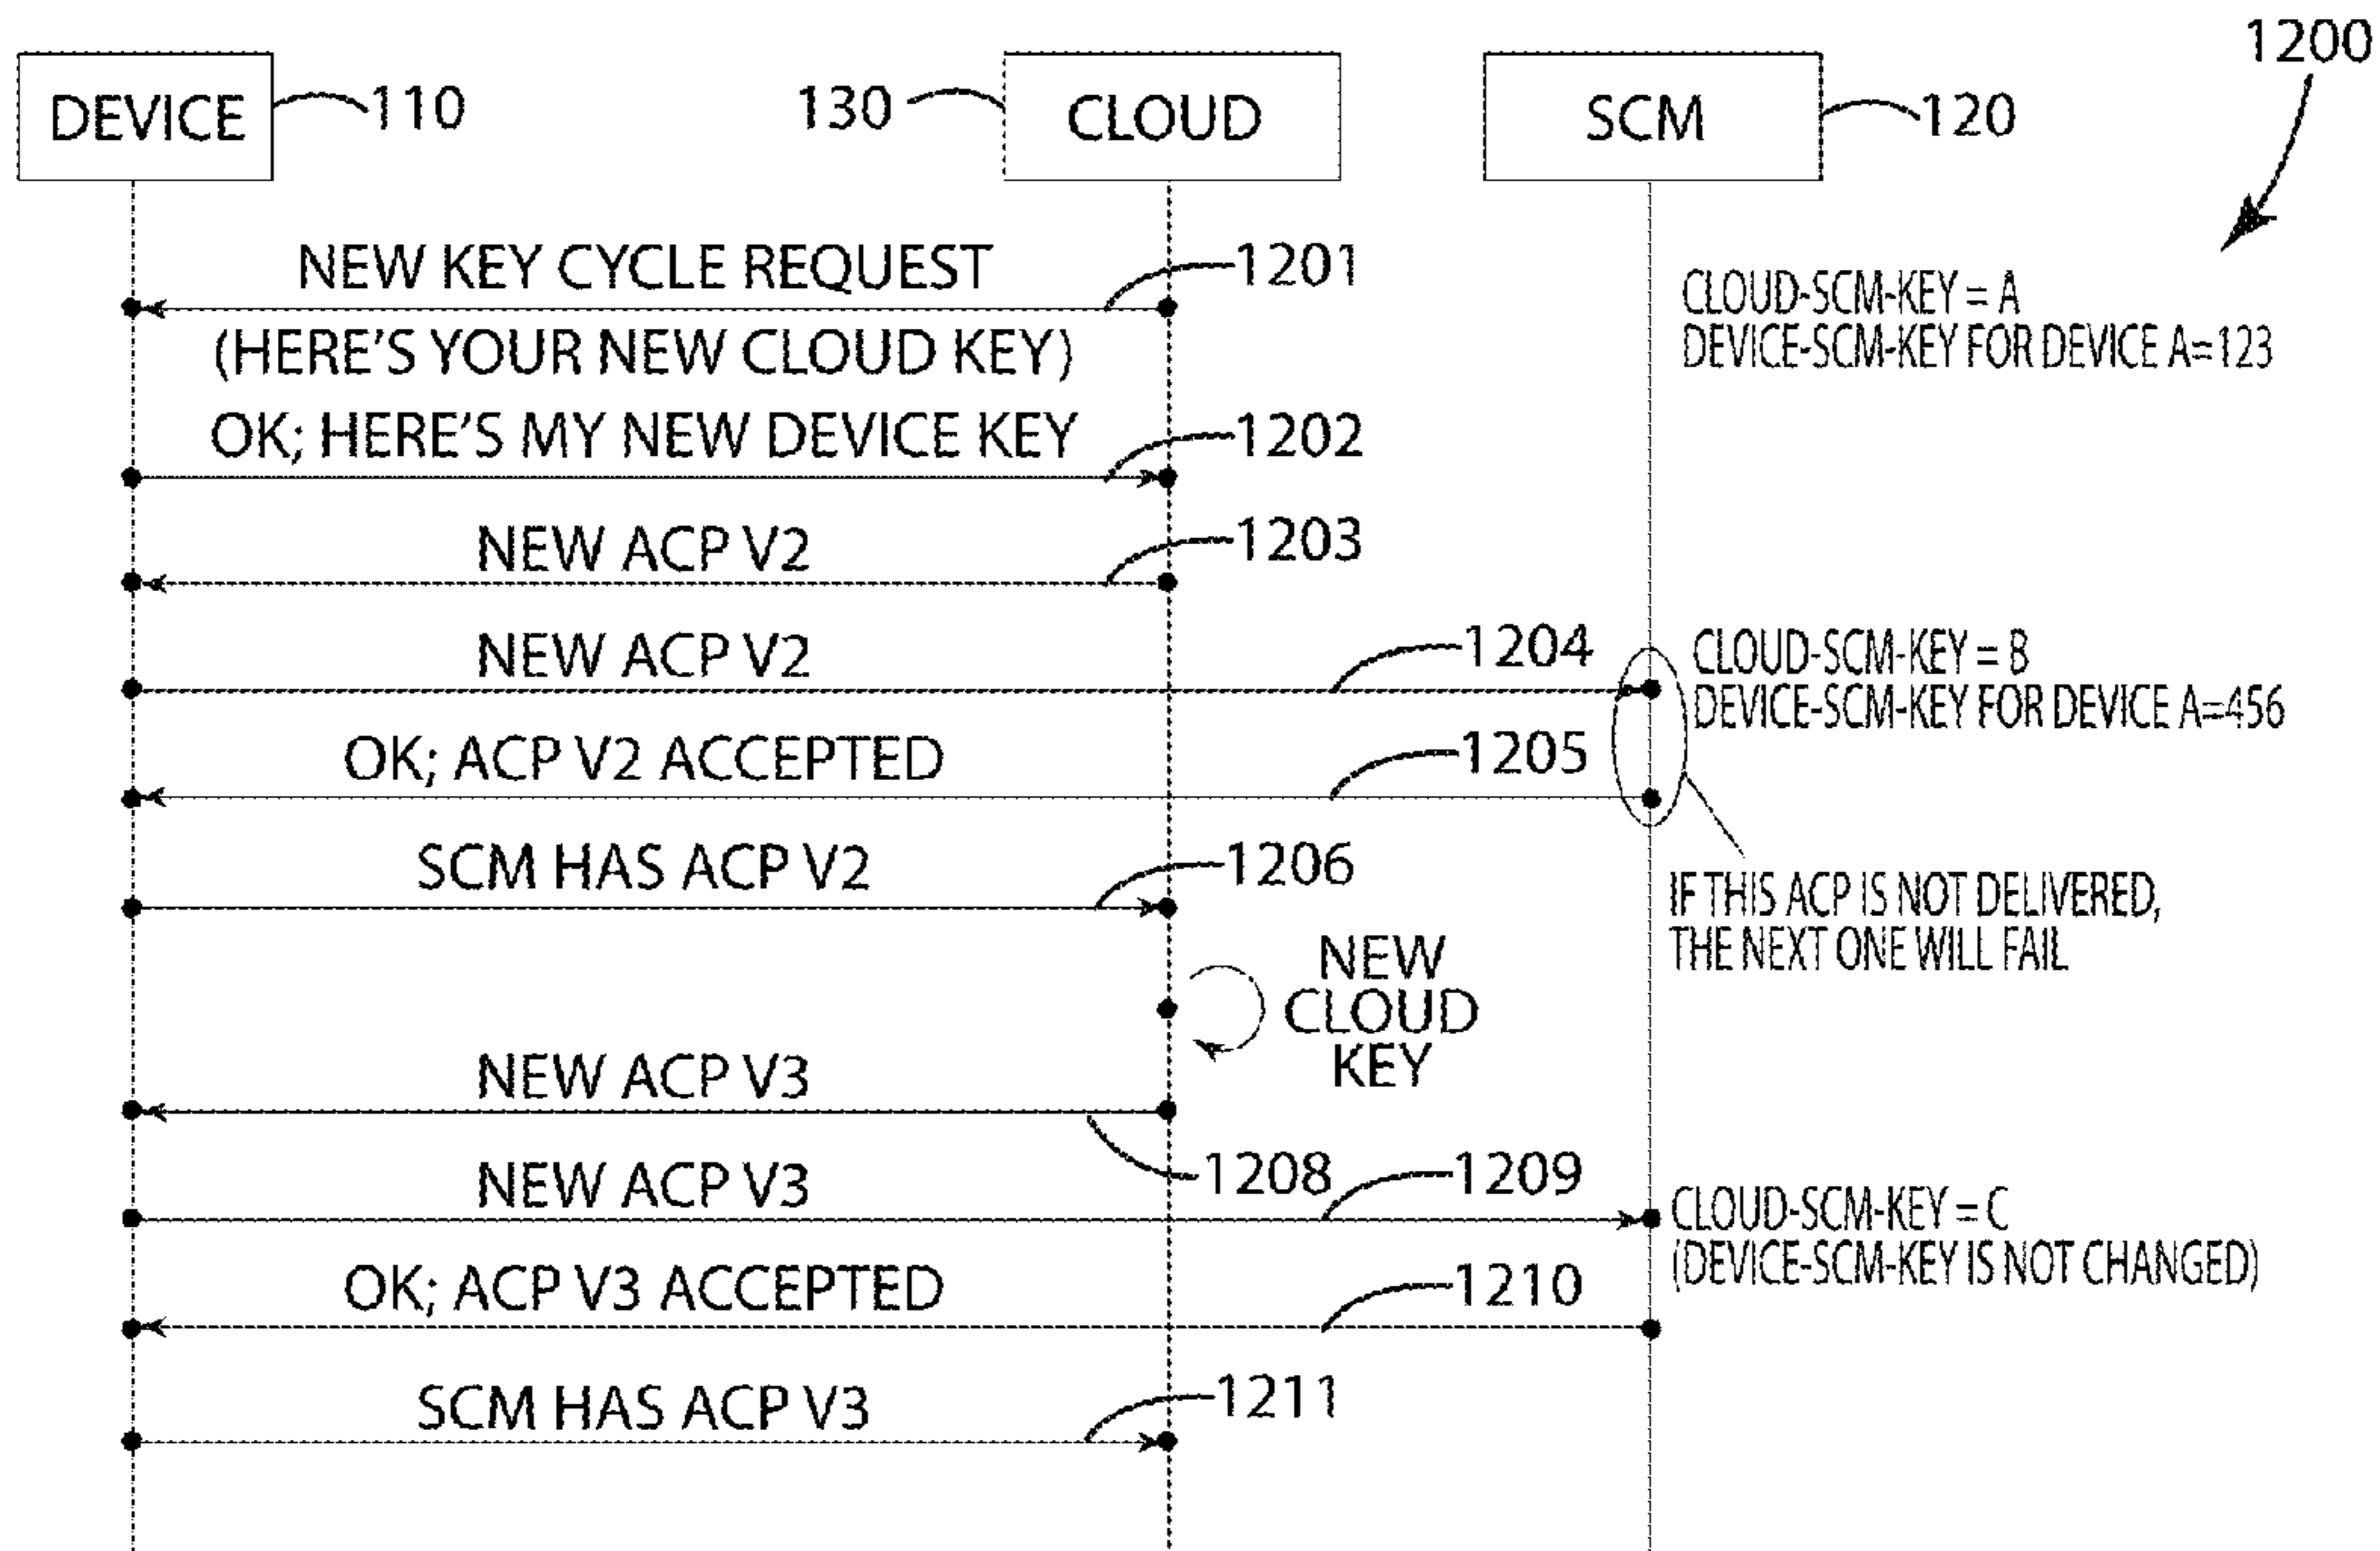 1200
DEVICE
110
130
CLOUD
SCM
120
NEW KEY CYCLE REQUEST
1201
(HERE'S YOUR NEW CLOUD KEY)
CLOUD-SCM-KEY = A
DEVICE-SCM-KEY FOR DEVICE A=123
OK; HERE'S MY NEW DEVICE KEY
1202
NEW ACP V2
1203
NEW ACP V2
1204
CLOUD-SCM-KEY = B
DEVICE-SCM-KEY FOR DEVICE A=456
OK; ACP V2 ACCEPTED
1205
SCM HAS ACP V2
1206
IF THIS ACP IS NOT DELIVERED,
THE NEXT ONE WILL FAIL
NEW
CLOUD
KEY
NEW ACP V3
1208
NEW ACP V3
1209
CLOUD-SCM-KEY = C
(DEVICE-SCM-KEY IS NOT CHANGED)
OK; ACP V3 ACCEPTED
1210
SCM HAS ACP V3
1211